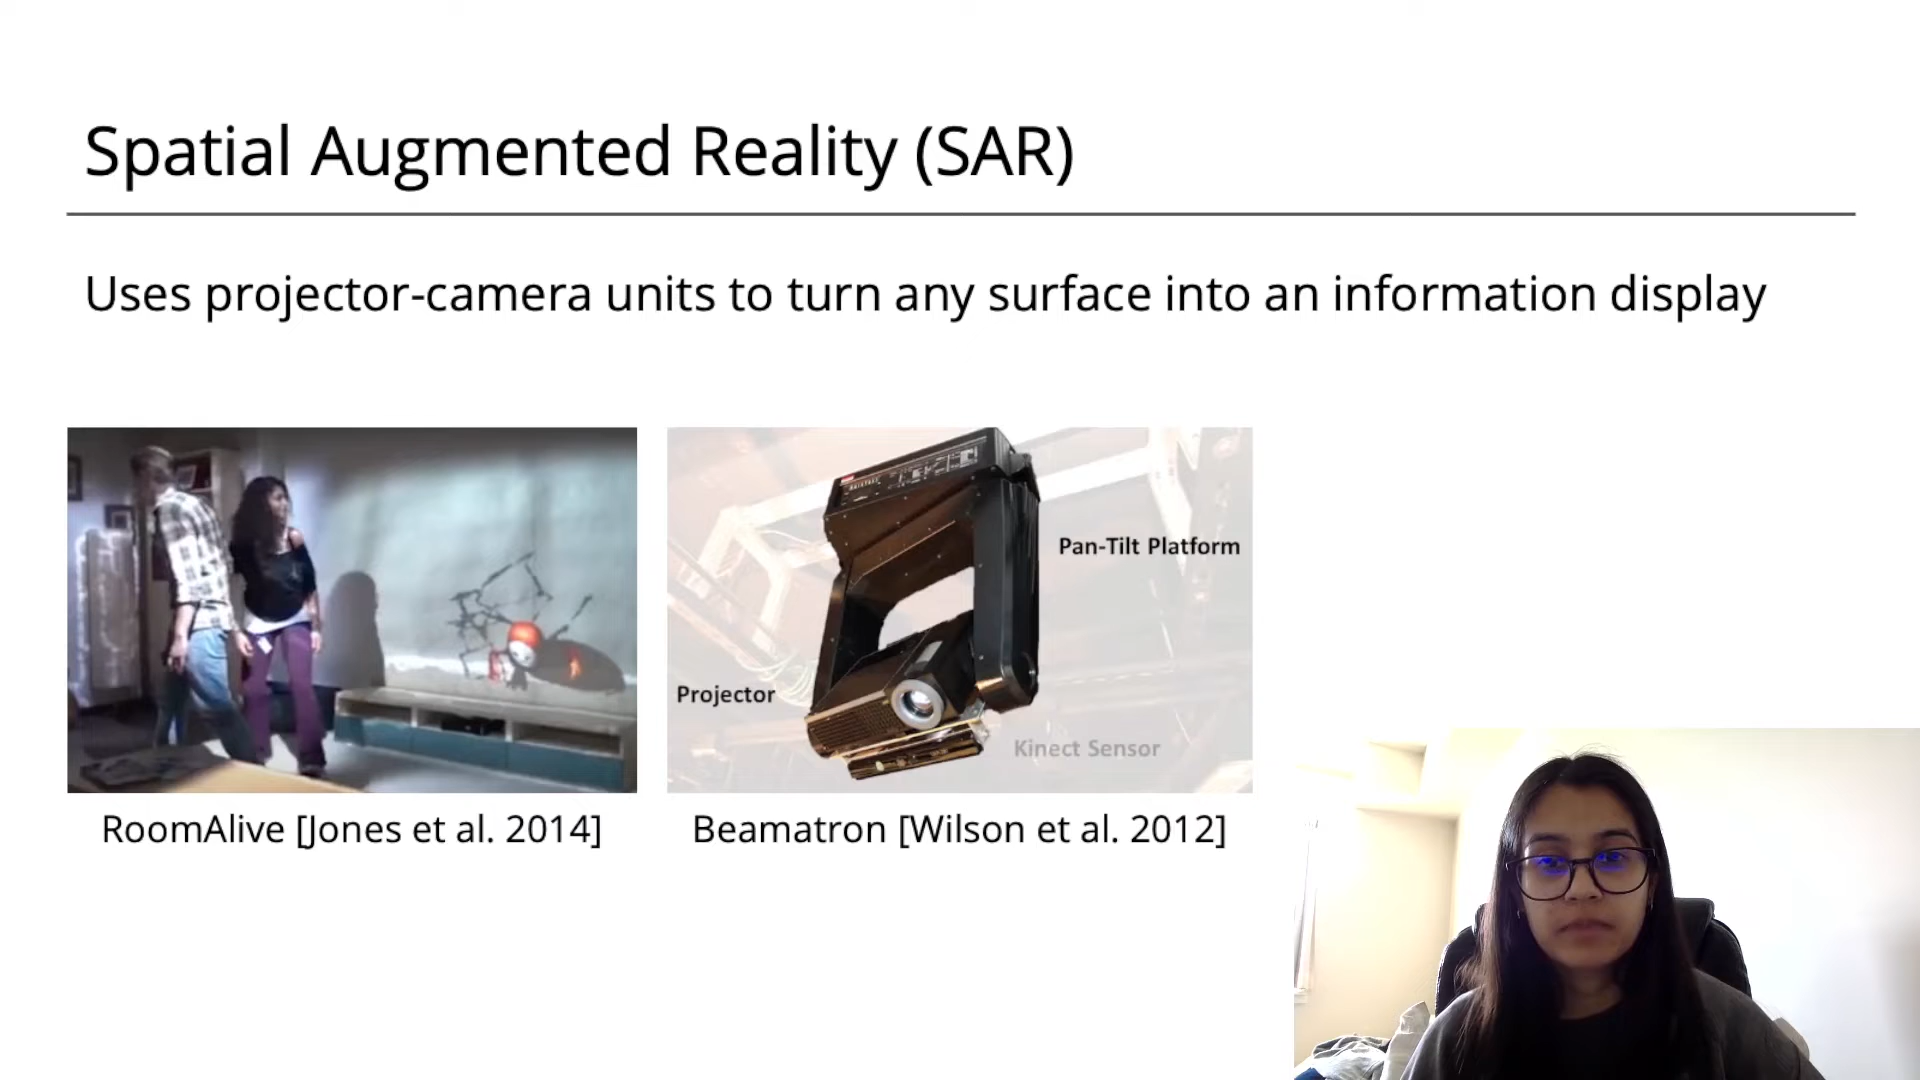 Spatial Augmented Reality (SAR)
Uses projector-camera units to turn any surface into an information display
Pan-Tilt Platform
Projector
Kinect Sensor
RoomAlive [Jones et al. 2014]
Beamatron [Wilson et al. 2012]